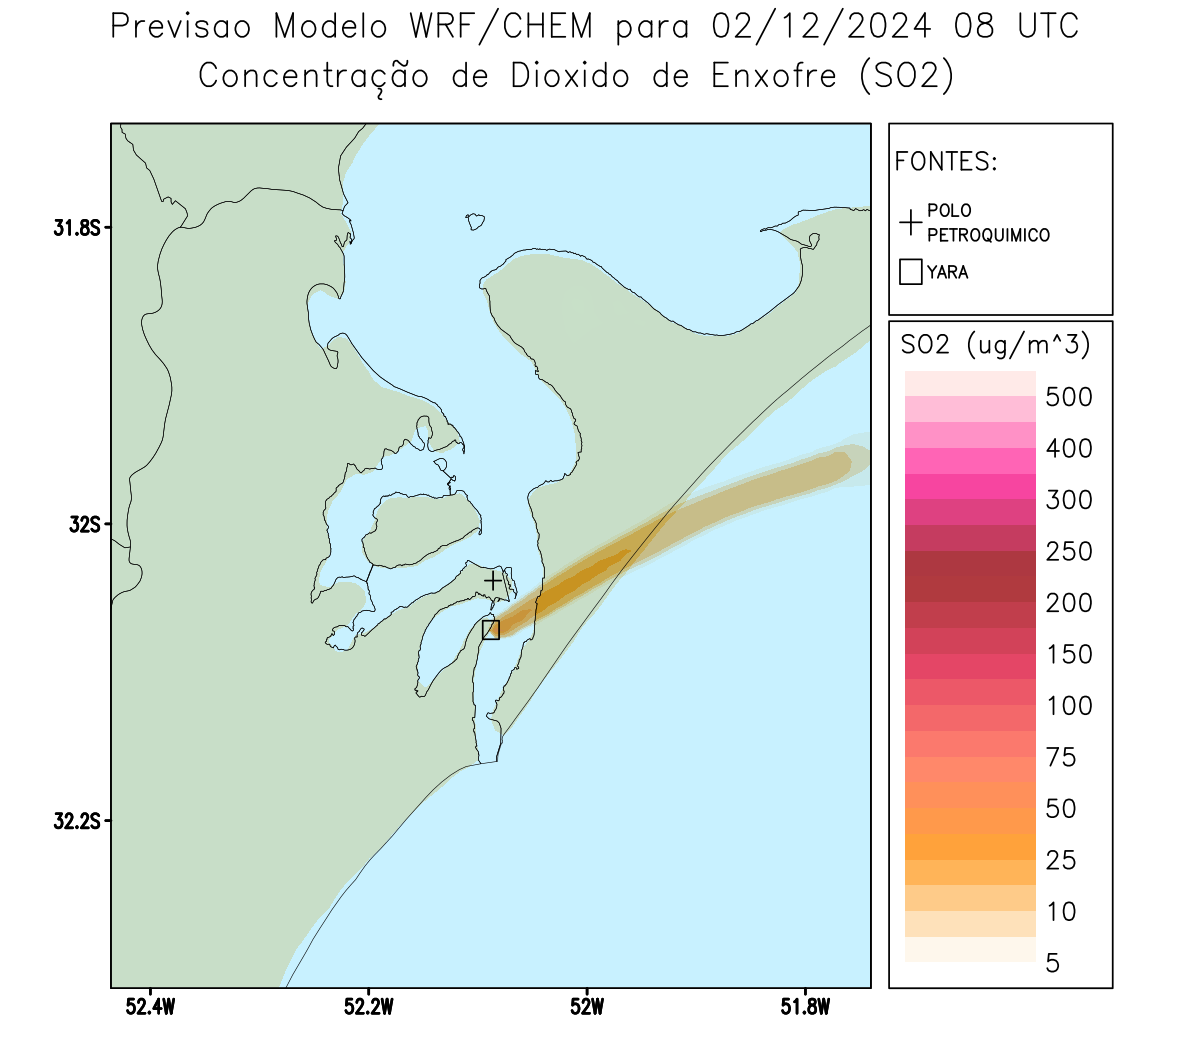 Previsao Modelo WRF/CHEM para 02/12/2024 08 UTC
Concentração de Dioxido de Enxofre (SO2)
FONTES:
POLO
PETROQUIMICO
YARA
SO2 (ug/m^3)
500
400
300
250
200
150
100
75
50
25
10
5
31.8S
32S
32.2S
52.4W
52.2W
52W
51.8W